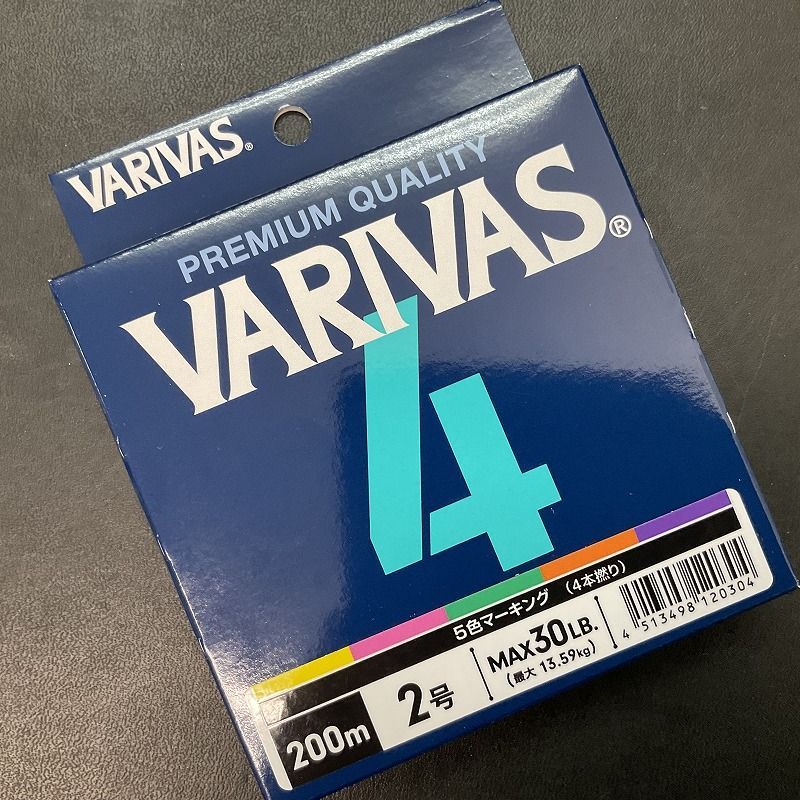 VARIVAS®
PREMIUM QUALITY
VARIVAS®
4
5色マーキング (4本撚り)
200m
2号
MAX30LB.
(最大 13.59kg)
4 513498 120304